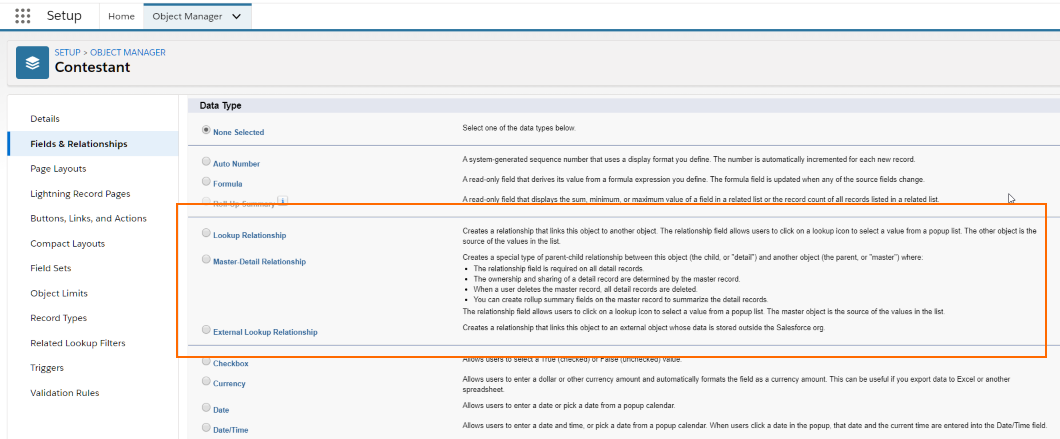 Setup
Home
Object Manager
SETUP > OBJECT MANAGER
Contestant
Details
Fields & Relationships
Page Layouts
Lightning Record Pages
Buttons, Links, and Actions
Compact Layouts
Field Sets
Object Limits
Record Types
Related Lookup Filters
Triggers
Validation Rules
Data Type
None Selected
Select one of the data types below.
Auto Number
A system-generated sequence number that uses a display format you define. The number is automatically incremented for each new record.
Formula
A read-only field that derives its value from a formula expression you define. The formula field is updated when any of the source fields change.
Roll-Up Summary
A read-only field that displays the sum, minimum, or maximum value of a field in a related list or the record count of all records listed in a related list.
Lookup Relationship
Creates a relationship that links this object to another object. The relationship field allows users to click on a lookup icon to select a value from a popup list. The other object is the
source of the values in the list.
Master-Detail Relationship
Creates a special type of parent-child relationship between this object (the child, or "detail") and another object (the parent, or "master") where:
• The relationship field is required on all detail records.
• The ownership and sharing of a detail record are determined by the master record.
• When a user deletes the master record, all detail records are deleted.
• You can create rollup summary fields on the master record to summarize the detail records.
The relationship field allows users to click on a lookup icon to select a value from a popup list. The master object is the source of the values in the list.
External Lookup Relationship
Creates a relationship that links this object to an external object whose data is stored outside the Salesforce org.
Checkbox
Allows users to select a True (checked) or False (unchecked) value.
Currency
Allows users to enter a dollar or other currency amount and automatically formats the field as a currency amount. This can be useful if you export data to Excel or another
spreadsheet.
Date
Allows users to enter a date or pick a date from a popup calendar.
Date/Time
Allows users to enter a date and time, or pick a date from a popup calendar. When users click a date in the popup, that date and the current time are entered into the Date/Time field.